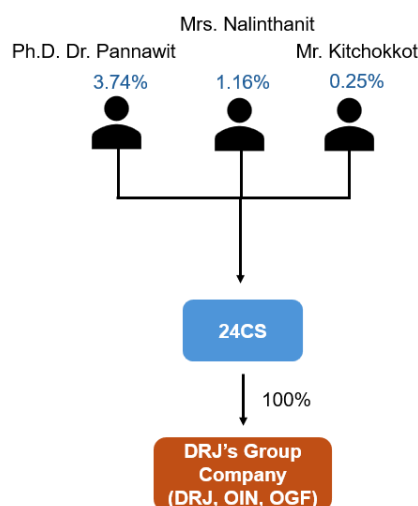 Mrs. Nalinthanit
Ph.D. Dr. Pannawit
Mr. Kitchokkot
3.74%
1.16%
0.25%
24CS
100%
DRJ's Group
Company
(DRJ, OIN, OGF)